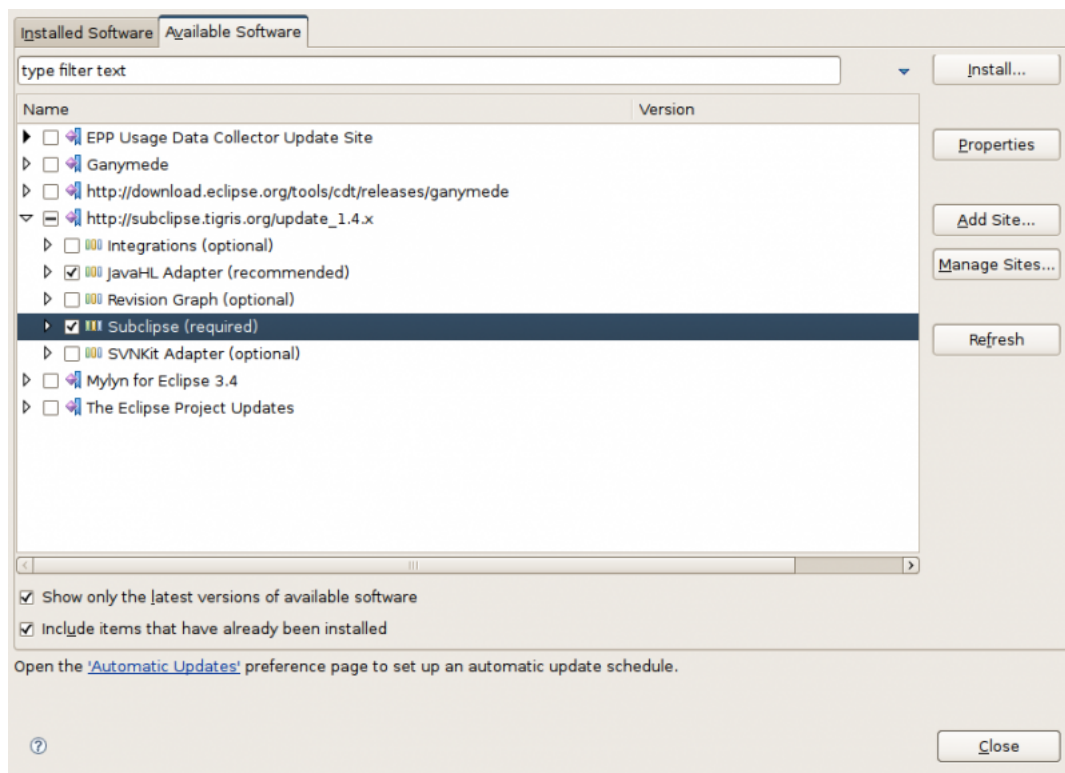 Installed Software Available Software
type filter text Install...
Name Version
EPP Usage Data Collector Update Site
Properties
Ganymede
http://download.eclipse.org/tools/cdt/releases/ganymede
http://subclipse.tigris.org/update_1.4.x Add Site...
Integrations (optional)
JavaHL Adapter (recommended) Manage Sites...
Revision Graph (optional)
Subclipse (required)
Refresh
SVNKit Adapter (optional)
Mylyn for Eclipse 3.4
The Eclipse Project Updates
Show only the latest versions of available software
Include items that have already been installed
Open the 'Automatic Updates' preference page to set up an automatic update schedule.
? Close